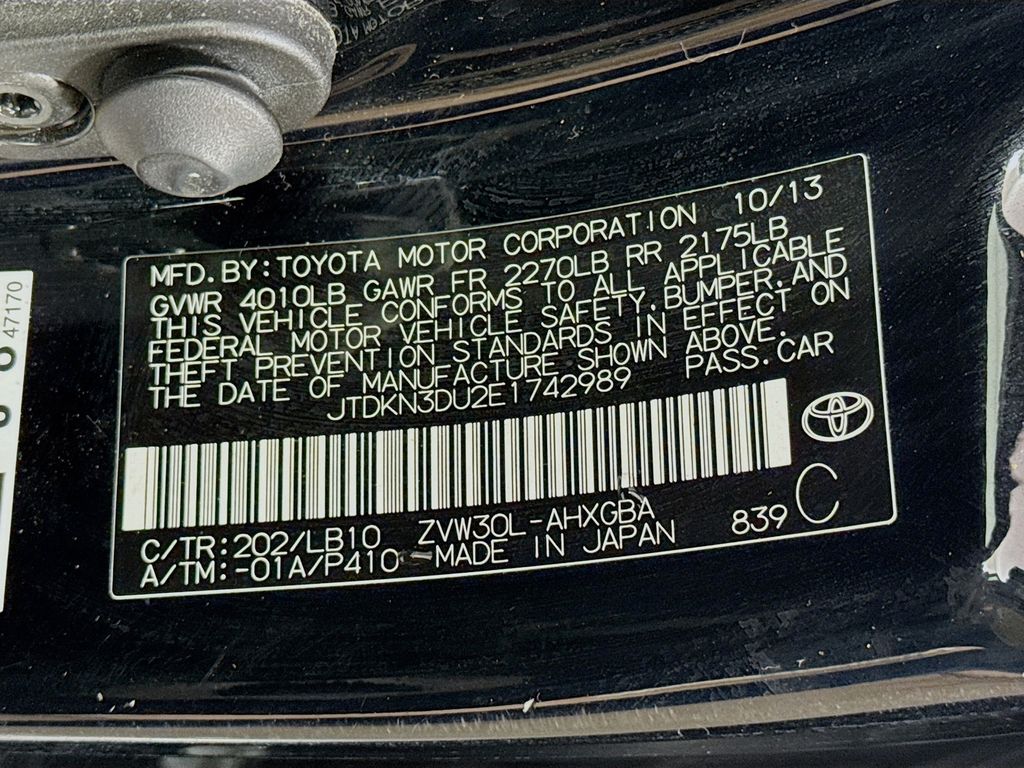 MFD. BY: TOYOTA MOTOR CORPORATION 10/13
GVWR 4010LB GAWR FR 2270LB RR 2175LB
THIS VEHICLE CONFORMS TO ALL APPLICABLE
FEDERAL MOTOR VEHICLE SAFETY, BUMPER, AND
THEFT PREVENTION STANDARDS IN EFFECT ON
THE DATE OF MANUFACTURE SHOWN ABOVE.
JTDKN3DU2E1742989 PASS. CAR
C/TR: 202/LB10 ZVW30L-AHXGBA 839 C
A/TM: -01A/P410 MADE IN JAPAN
47170